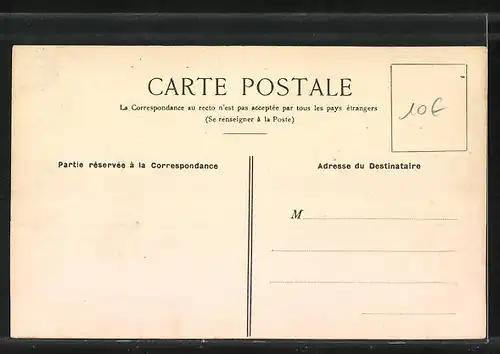 CARTE POSTALE
La Correspondance au recto n'est pas acceptée par tous les pays étrangers
(Se renseigner à la Poste)
10€
Partie réservée à la Correspondance
Adresse du Destinataire
M